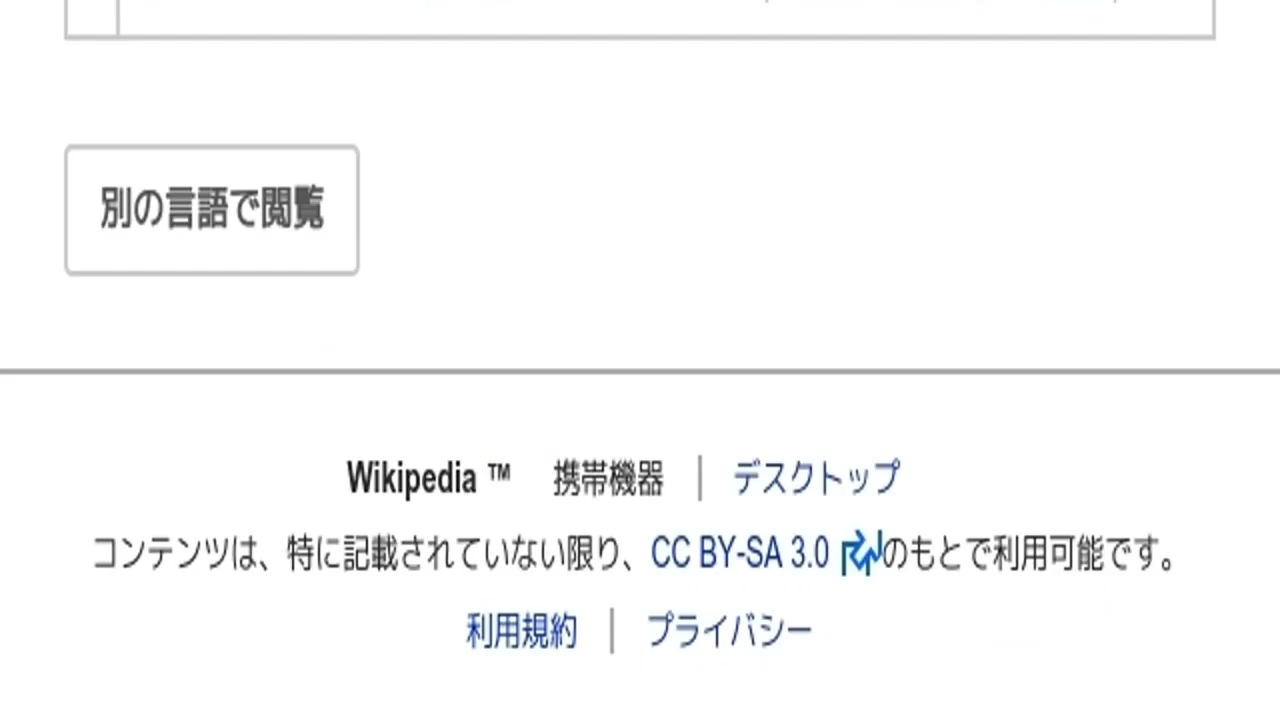 別の言語で閲覧
Wikipedia ™ 携帯機器 | デスクトップ
コンテンツは、特に記載されていない限り、CC BY-SA 3.0 のもとで利用可能です。
利用規約 | プライバシー